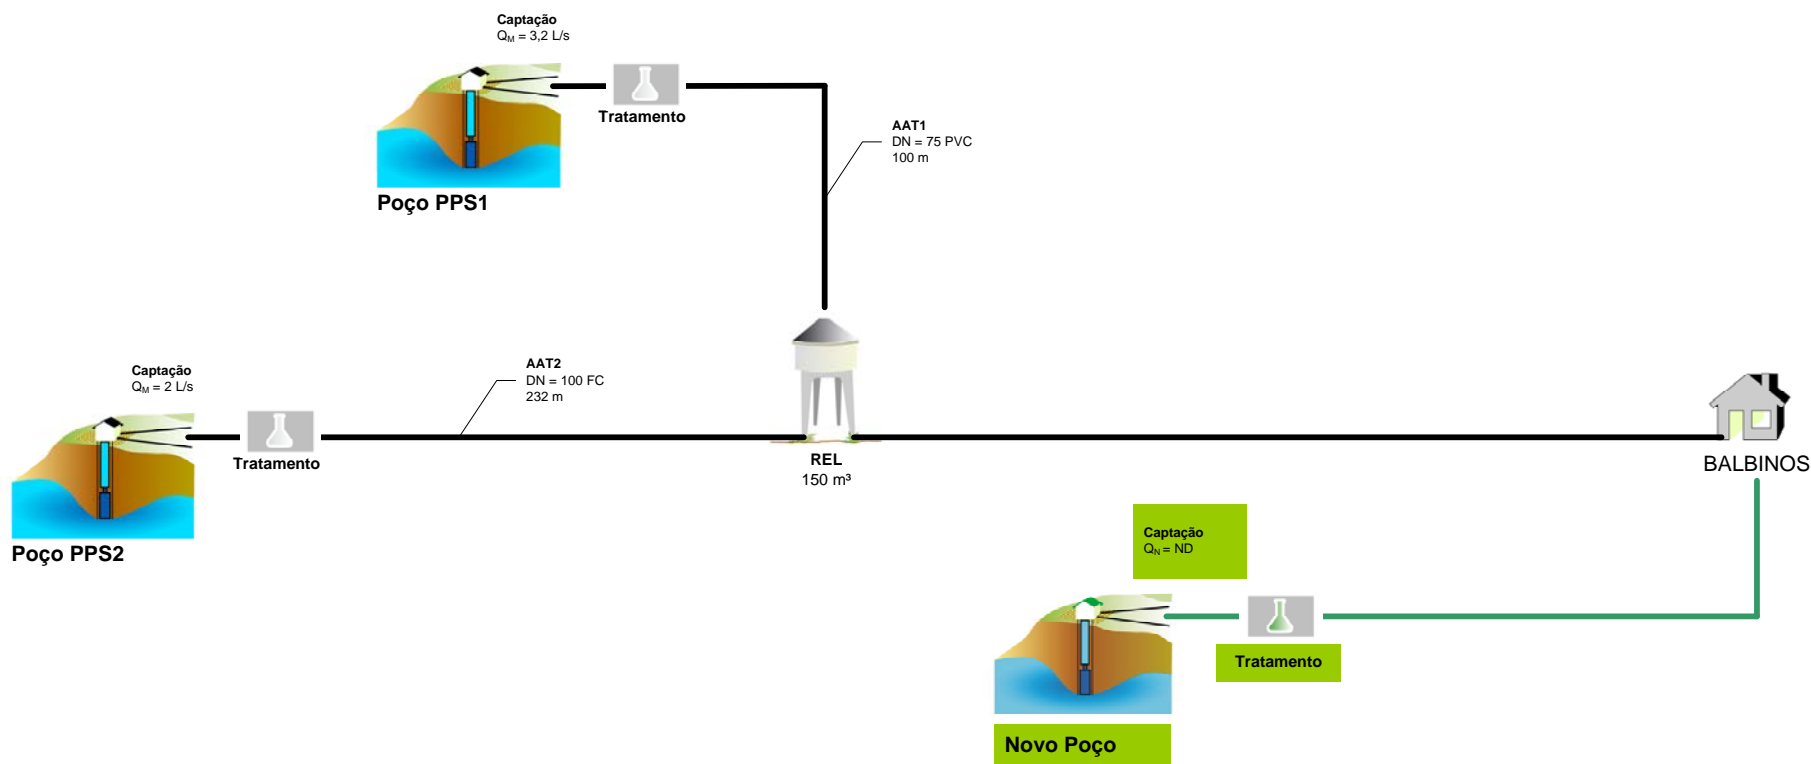 Captação
QM = 3,2 L/s
Tratamento
AAT1
DN = 75 PVC
100 m
Poço PPS1
Captação
QM = 2 L/s
AAT2
DN = 100 FC
232 m
Tratamento
Poço PPS2
REL
150 m³
BALBINOS
Captação
QN = ND
Tratamento
Novo Poço